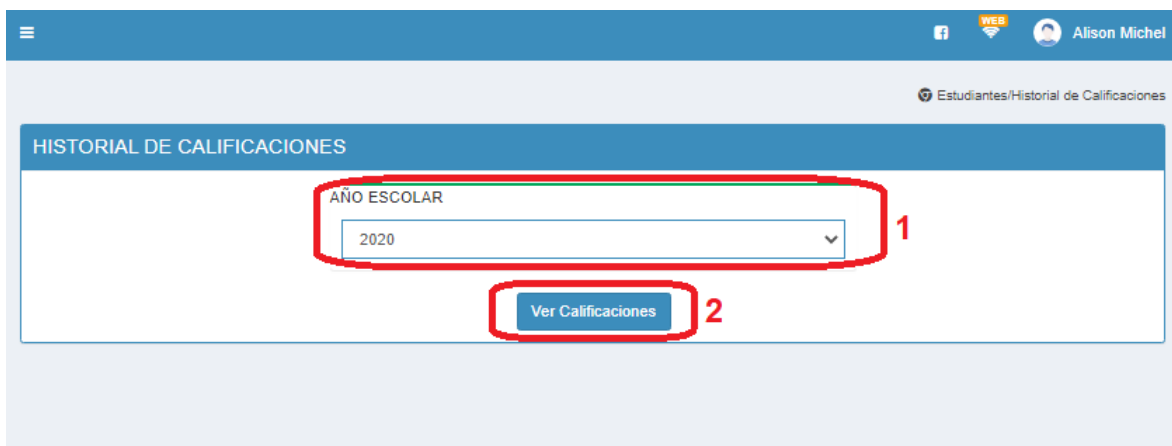 WEB
Alison Michel
Estudiantes/Historial de Calificaciones
HISTORIAL DE CALIFICACIONES
AÑO ESCOLAR
2020
1
Ver Calificaciones
2